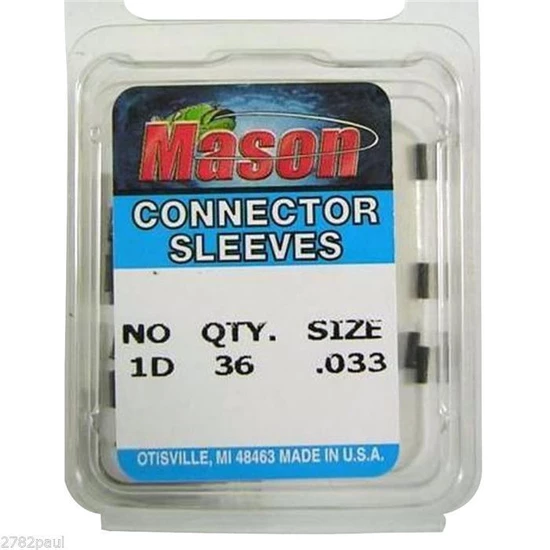 Mason
CONNECTOR
SLEEVES
NO QTY. SIZE
1D 36 .033
OTISVILLE, MI 48463 MADE IN U.S.A.
2782paul